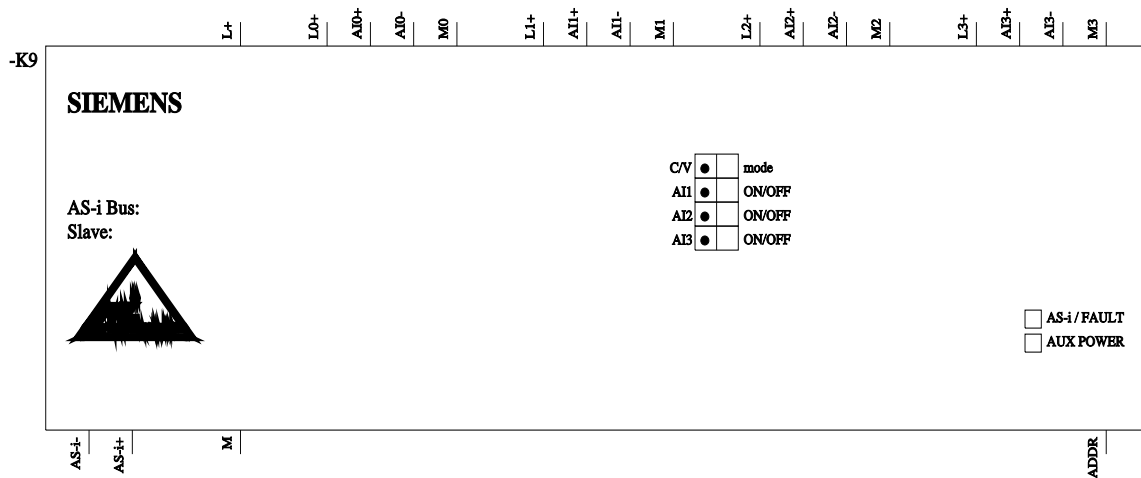 L+ L0+ AI0+ AI0- M0 L1+ AI1+ AI1- M1 L2+ AI2+ AI2- M2 L3+ AI3+ AI3- M3
-K9
SIEMENS
C/V mode
AI1 ON/OFF
AI2 ON/OFF
AI3 ON/OFF
AS-i Bus:
Slave:
AS-i / FAULT
AUX POWER
AS-i- AS-i+ M ADDR